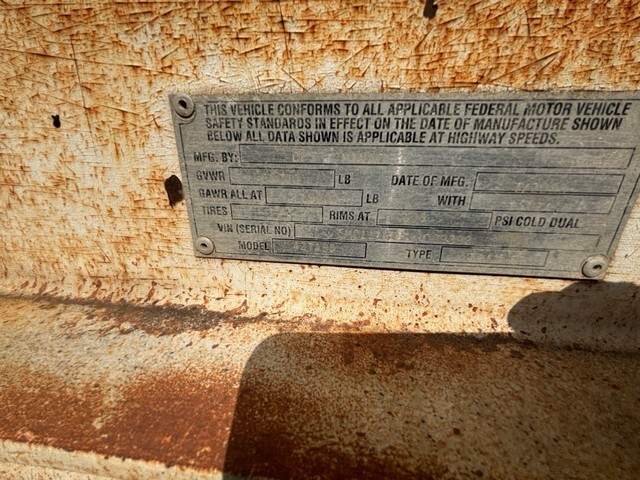 THIS VEHICLE CONFORMS TO ALL APPLICABLE FEDERAL MOTOR VEHICLE
SAFETY STANDARDS IN EFFECT ON THE DATE OF MANUFACTURE SHOWN
BELOW ALL DATA SHOWN IS APPLICABLE AT HIGHWAY SPEEDS.
MFG. BY:
GVWR LB DATE OF MFG.
GAWR ALL AT LB WITH
TIRES RIMS AT PSI COLD DUAL
VIN (SERIAL NO)
MODEL TYPE